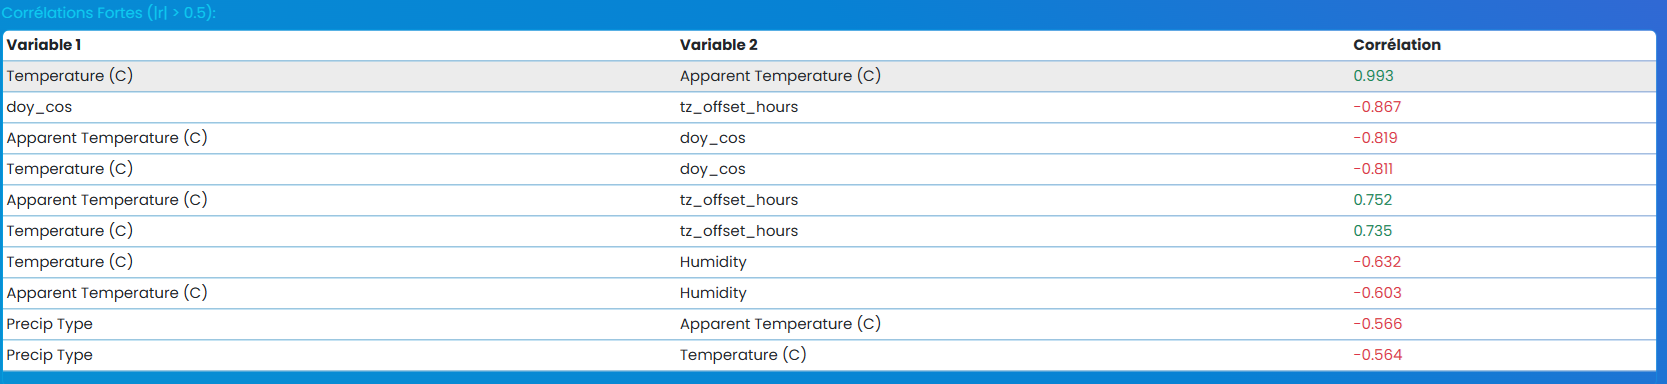 Corrélations Fortes (|r| > 0.5):
Variable 1 Variable 2 Corrélation
Temperature (C) Apparent Temperature (C) 0.993
doy_cos tz_offset_hours -0.867
Apparent Temperature (C) doy_cos -0.819
Temperature (C) doy_cos -0.811
Apparent Temperature (C) tz_offset_hours 0.752
Temperature (C) tz_offset_hours 0.735
Temperature (C) Humidity -0.632
Apparent Temperature (C) Humidity -0.603
Precip Type Apparent Temperature (C) -0.566
Precip Type Temperature (C) -0.564